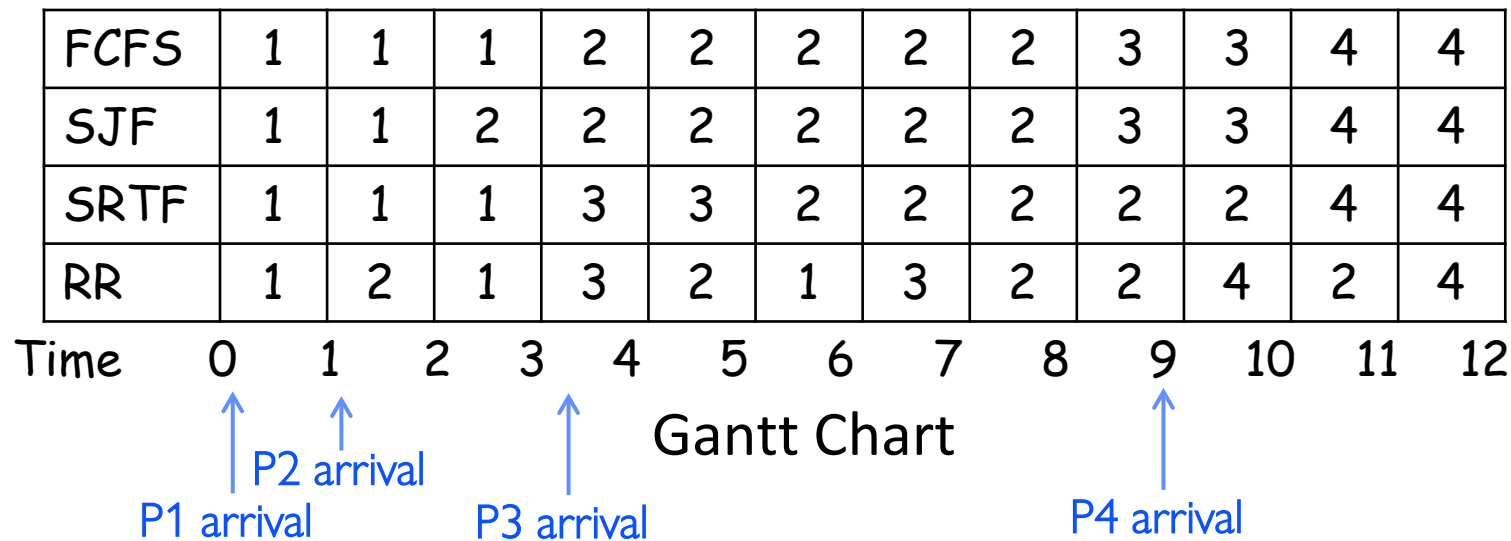 FCFS 1 1 1 2 2 2 2 2 3 3 4 4
SJF 1 1 2 2 2 2 2 2 3 3 4 4
SRTF 1 1 1 3 3 2 2 2 2 2 4 4
RR 1 2 1 3 2 1 3 2 2 4 2 4
Time 0 1 2 3 4 5 6 7 8 9 10 11 12
Gantt Chart
P2 arrival
P1 arrival P3 arrival P4 arrival